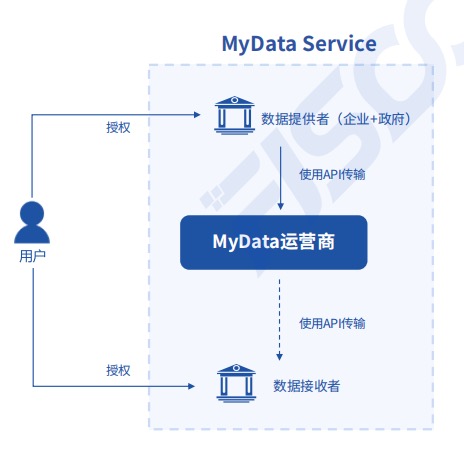 MyData Service
数据提供者（企业+政府）
授权
使用API传输
用户
MyData运营商
使用API传输
授权
数据接收者